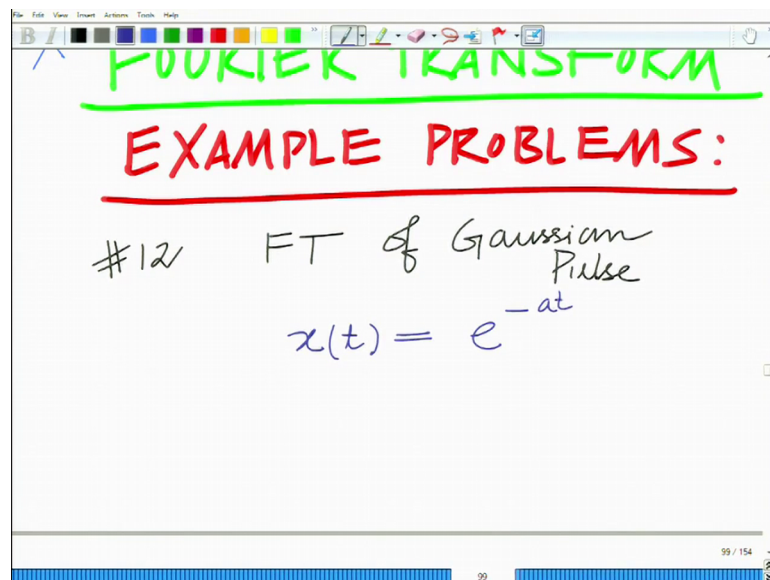 File Edit View Insert Actions Tools Help
B I
FOURIER TRANSFORM
EXAMPLE PROBLEMS:
#12 FT of Gaussian
Pulse
x(t) = e^{-at}
99 / 154
99